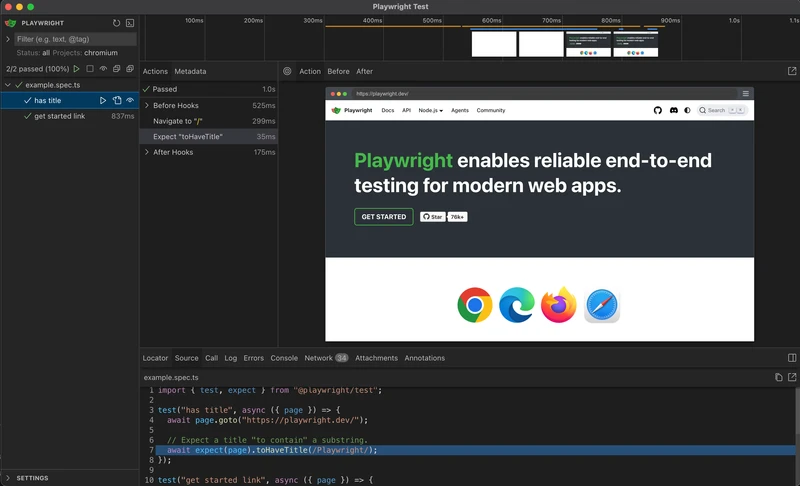 Playwright Test
PLAYWRIGHT
Filter (e.g. text, @tag)
Status: all Projects: chromium
2/2 passed (100%)
example.spec.ts
has title
get started link 837ms
SETTINGS
100ms 200ms 300ms 400ms 500ms 600ms 700ms 800ms 900ms 1.0s 1.1s
Actions Metadata
Passed 1.0s
Before Hooks 525ms
Navigate to "/" 299ms
Expect "toHaveTitle" 35ms
After Hooks 175ms
Action Before After
https://playwright.dev/
Playwright Docs API Node.js Agents Community Search
Playwright enables reliable end-to-end
testing for modern web apps.
GET STARTED Star 76k+
Locator Source Call Log Errors Console Network 34 Attachments Annotations
example.spec.ts
1 import { test, expect } from "@playwright/test";
2
3 test("has title", async ({ page }) => {
4 await page.goto("https://playwright.dev/");
5
6 // Expect a title "to contain" a substring.
7 await expect(page).toHaveTitle(/Playwright/);
8 });
9
10 test("get started link", async ({ page }) => {